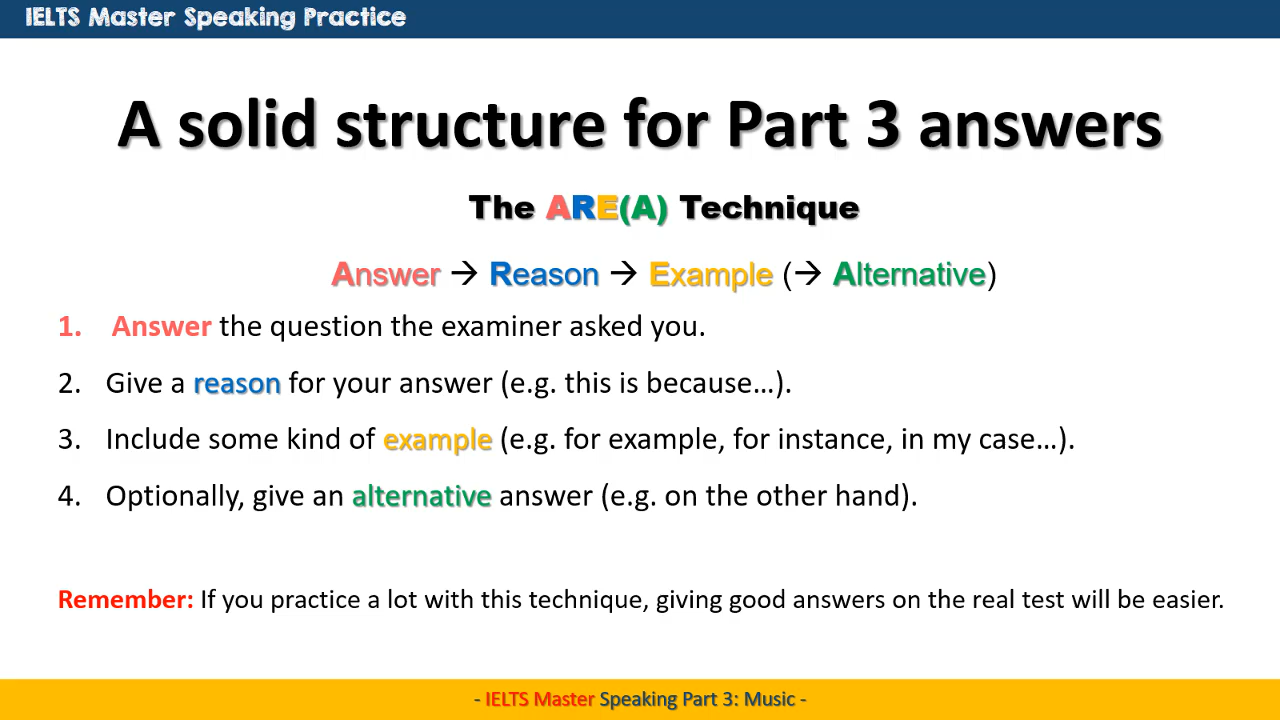 IELTS Master Speaking Practice
A solid structure for Part 3 answers
The ARE(A) Technique
Answer → Reason → Example (→ Alternative)
1. Answer the question the examiner asked you.
2. Give a reason for your answer (e.g. this is because…).
3. Include some kind of example (e.g. for example, for instance, in my case…).
4. Optionally, give an alternative answer (e.g. on the other hand).
Remember: If you practice a lot with this technique, giving good answers on the real test will be easier.
- IELTS Master Speaking Part 3: Music -